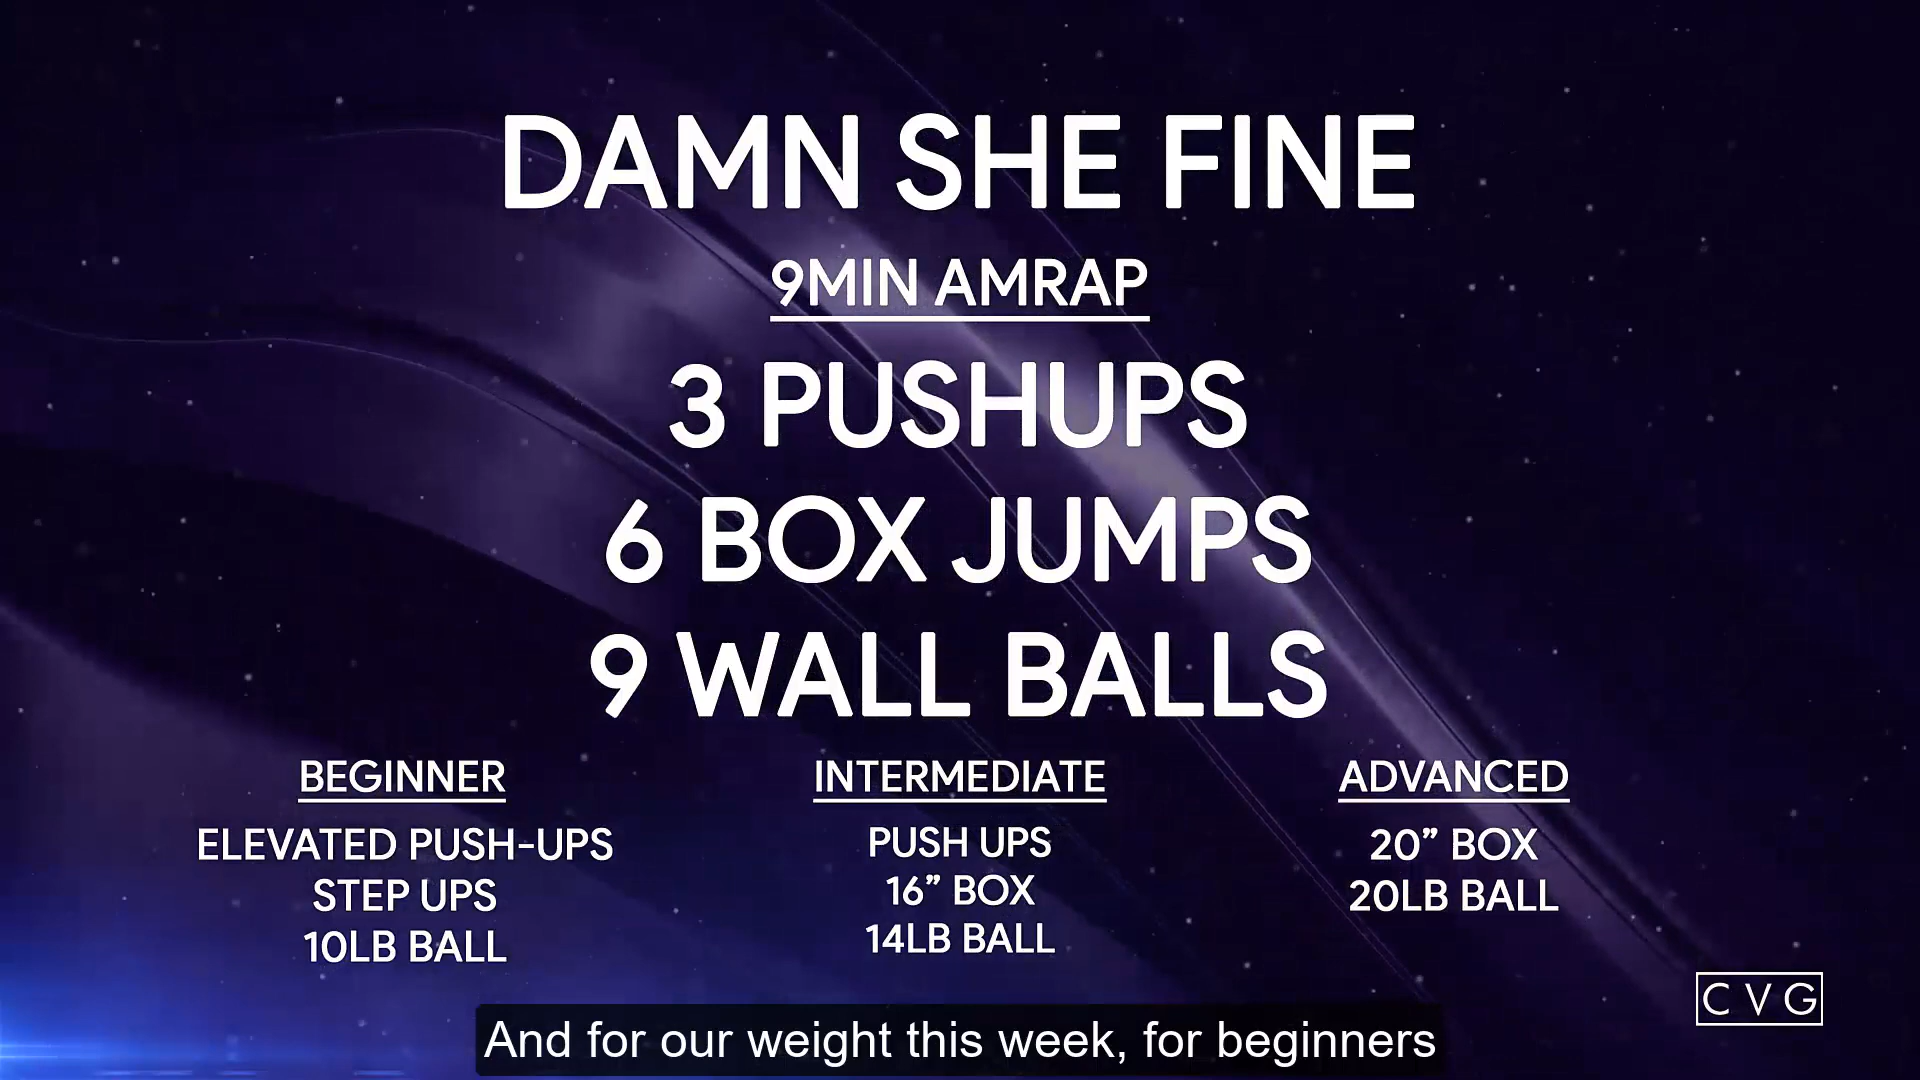 DAMN SHE FINE
9MIN AMRAP
3 PUSHUPS
6 BOX JUMPS
9 WALL BALLS
BEGINNER
ELEVATED PUSH-UPS
STEP UPS
10LB BALL
INTERMEDIATE
PUSH UPS
16” BOX
14LB BALL
ADVANCED
20” BOX
20LB BALL
CVG
And for our weight this week, for beginners